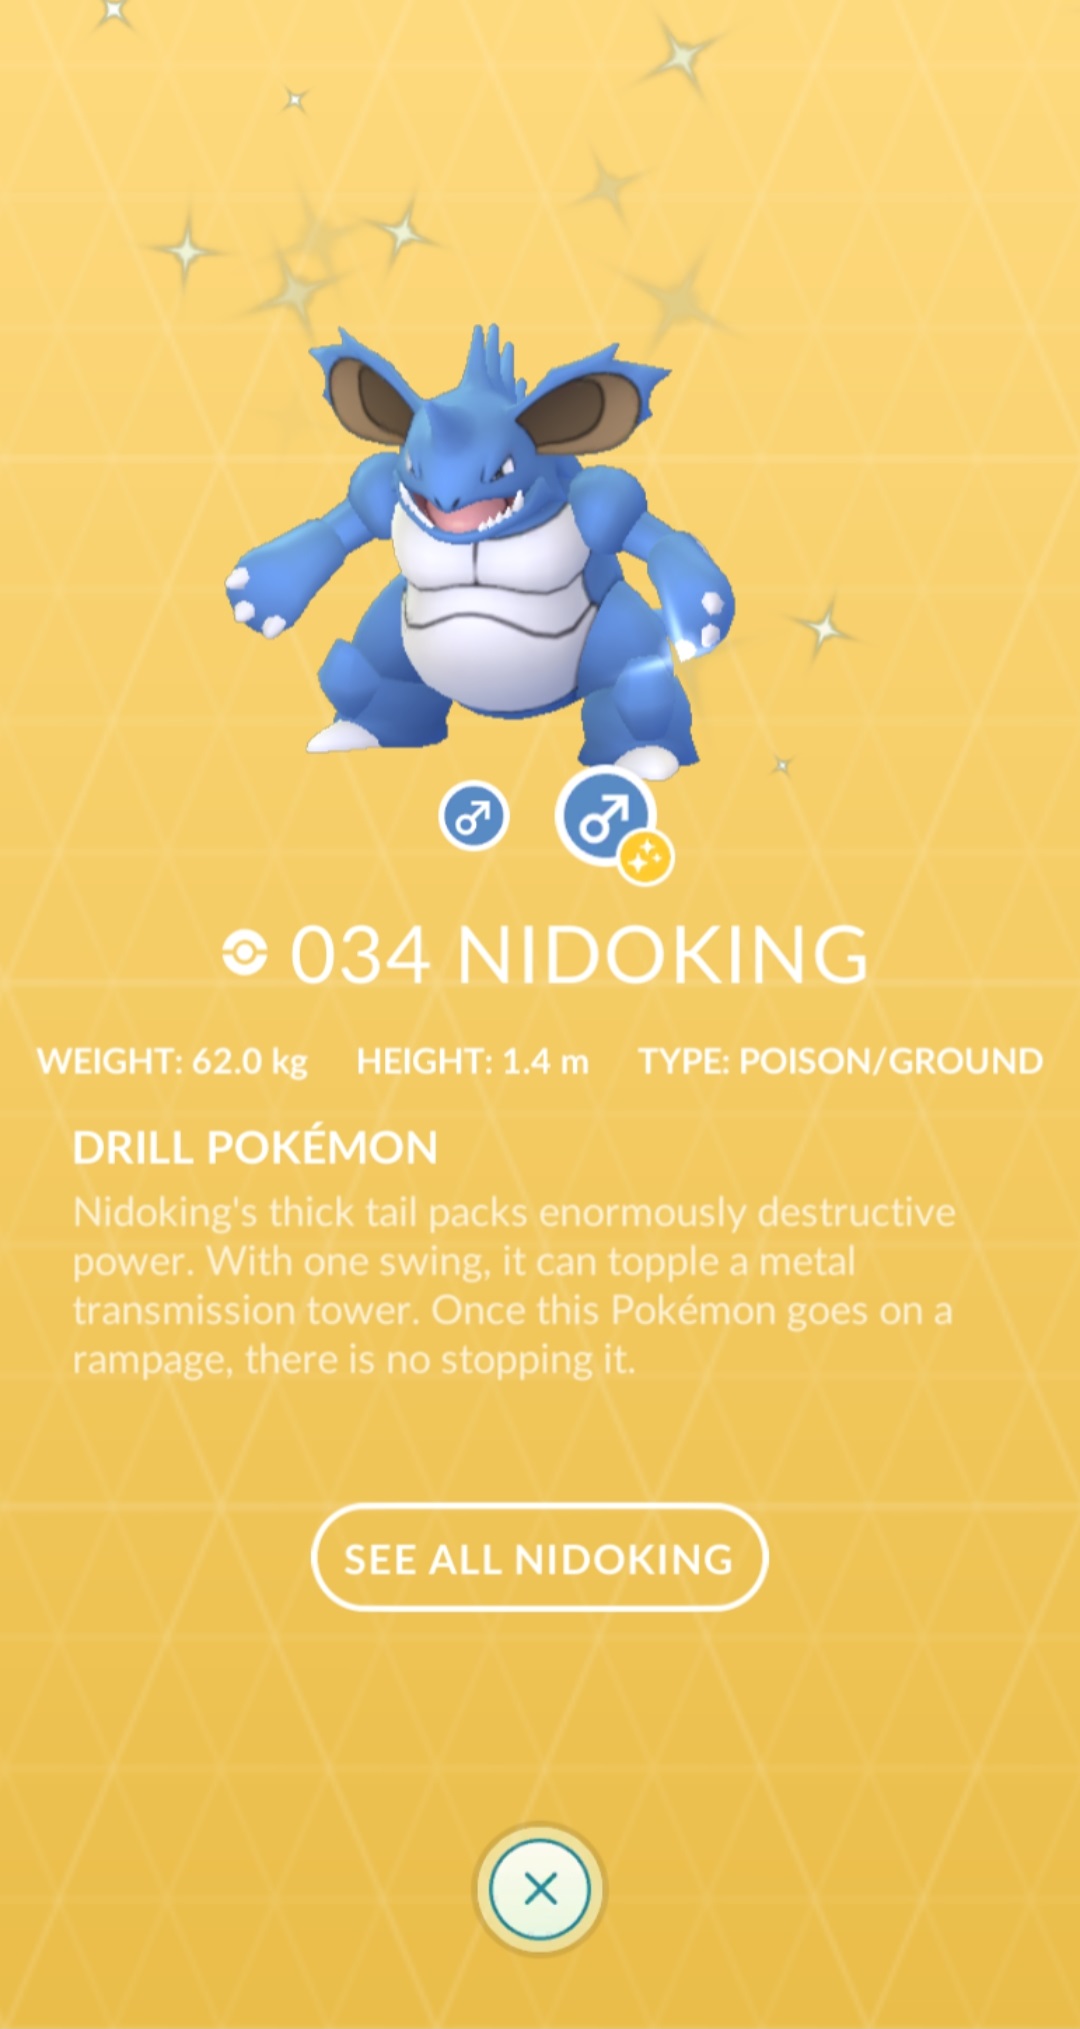 034 NIDOKING
WEIGHT: 62.0 kg HEIGHT: 1.4 m TYPE: POISON/GROUND
DRILL POKÉMON
Nidoking's thick tail packs enormously destructive
power. With one swing, it can topple a metal
transmission tower. Once this Pokémon goes on a
rampage, there is no stopping it.
SEE ALL NIDOKING